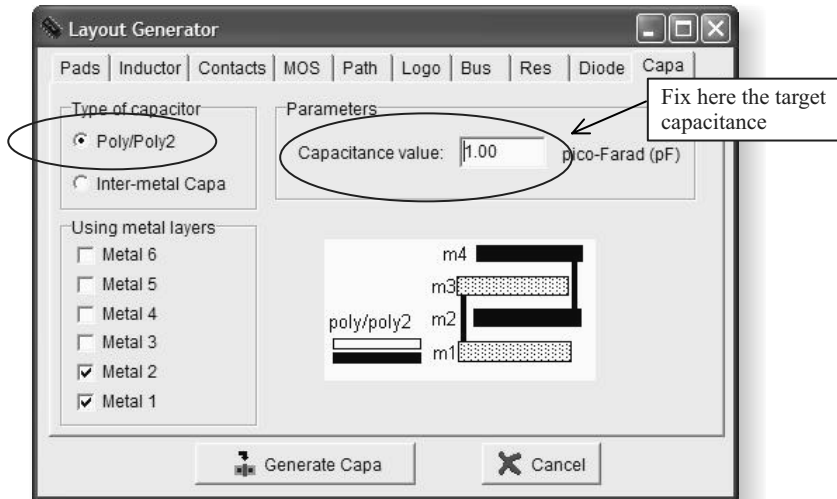 Layout Generator
Pads Inductor Contacts MOS Path Logo Bus Res Diode Capa
Fix here the target
capacitance
Type of capacitor
Poly/Poly2
Inter-metal Capa
Parameters
Capacitance value: 1.00 pico-Farad (pF)
Using metal layers
Metal 6
Metal 5
Metal 4
Metal 3
Metal 2
Metal 1
m4
m3
poly/poly2 m2
m1
Generate Capa Cancel